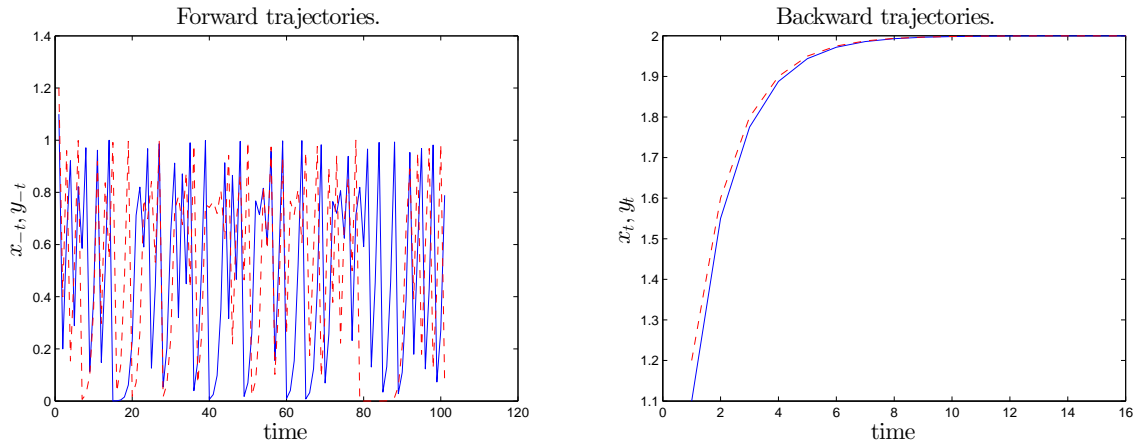 Forward trajectories.
1.4
1.2
1
0.8
0.6
0.4
0.2
0
x_{-t}, y_{-t}
0 20 40 60 80 100 120
time
Backward trajectories.
2
1.9
1.8
1.7
1.6
1.5
1.4
1.3
1.2
1.1
x_t, y_t
0 2 4 6 8 10 12 14 16
time